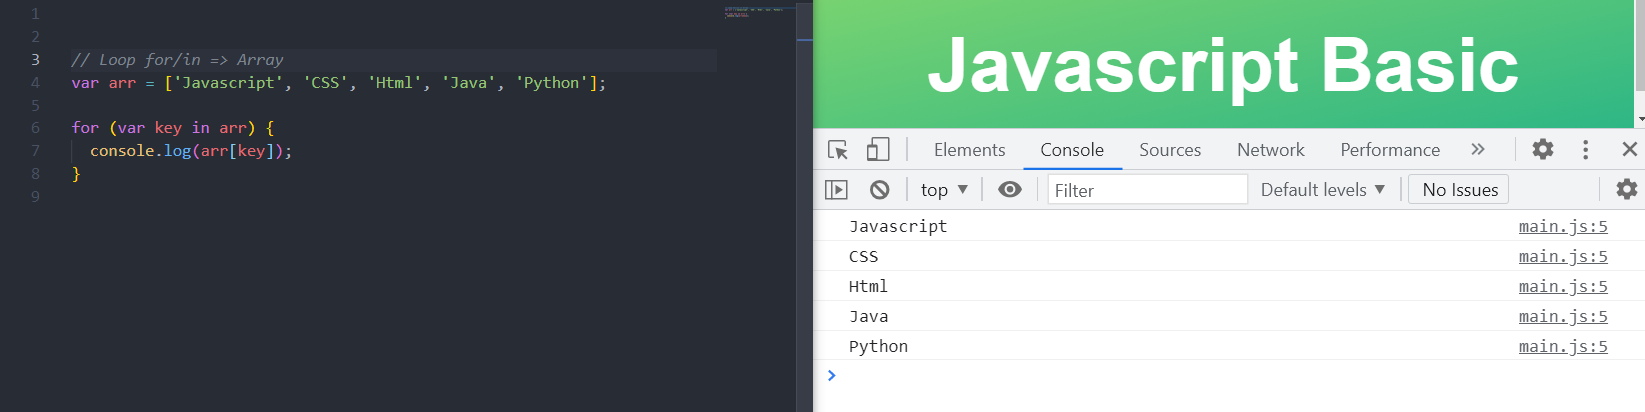 1
2
3 // Loop for/in => Array
4 var arr = ['Javascript', 'CSS', 'Html', 'Java', 'Python'];
5
6 for (var key in arr) {
7 console.log(arr[key]);
8 }
9
Javascript Basic
Elements Console Sources Network Performance »
top ▼ Filter Default levels ▼ No Issues
Javascript main.js:5
CSS main.js:5
Html main.js:5
Java main.js:5
Python main.js:5
>